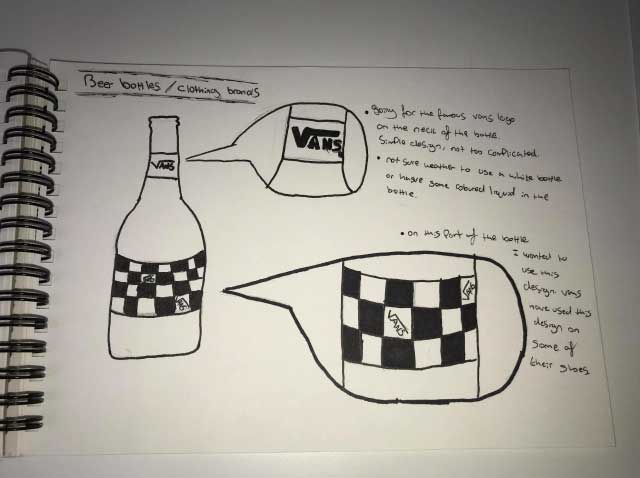 Beer bottles / clothing brands
VANS
VANS
• going for the famous vans logo
on the neck of the bottle.
Simple design, not too complicated.
• not sure weather to use a white bottle
or have some coloured liquid in the
bottle.
• on this part of the bottle
I wanted to
use this
design. vans
have used this
design on
some of
their shoes
VANS
VANS